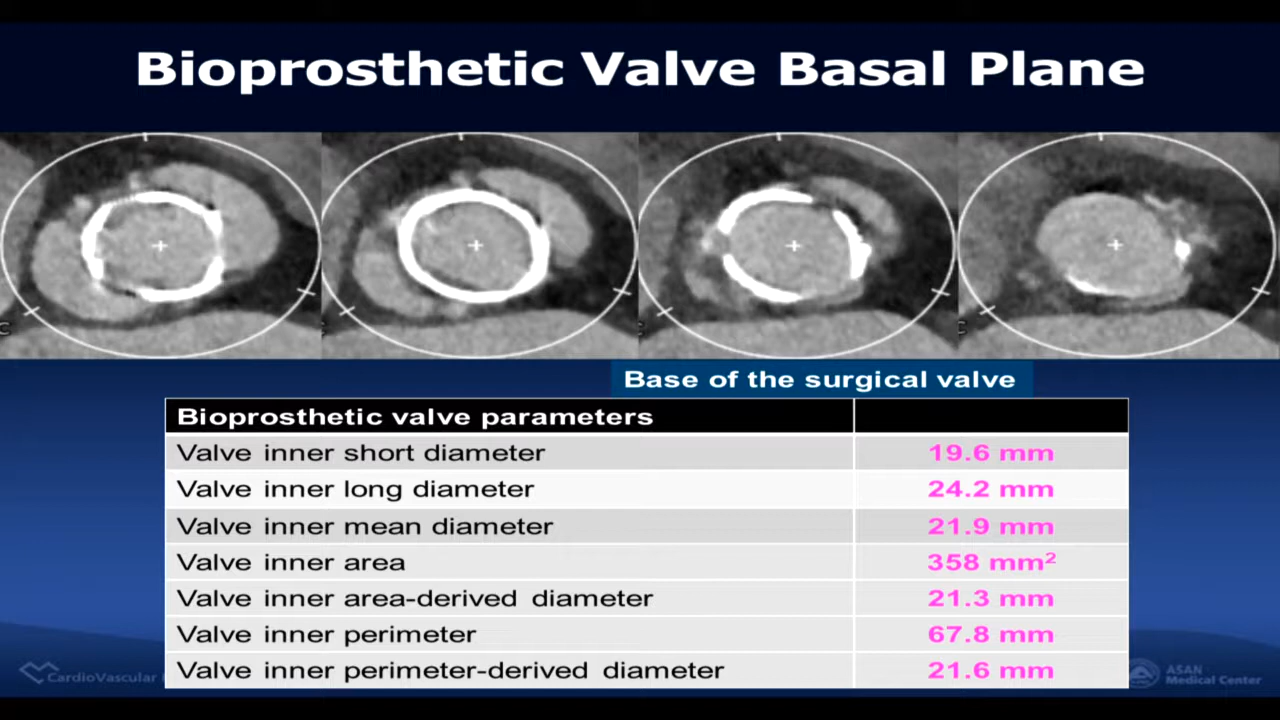 Bioprosthetic Valve Basal Plane
Base of the surgical valve
Bioprosthetic valve parameters
Valve inner short diameter 19.6 mm
Valve inner long diameter 24.2 mm
Valve inner mean diameter 21.9 mm
Valve inner area 358 mm²
Valve inner area-derived diameter 21.3 mm
Valve inner perimeter 67.8 mm
Valve inner perimeter-derived diameter 21.6 mm
CardioVascular
ASAN
Medical Center